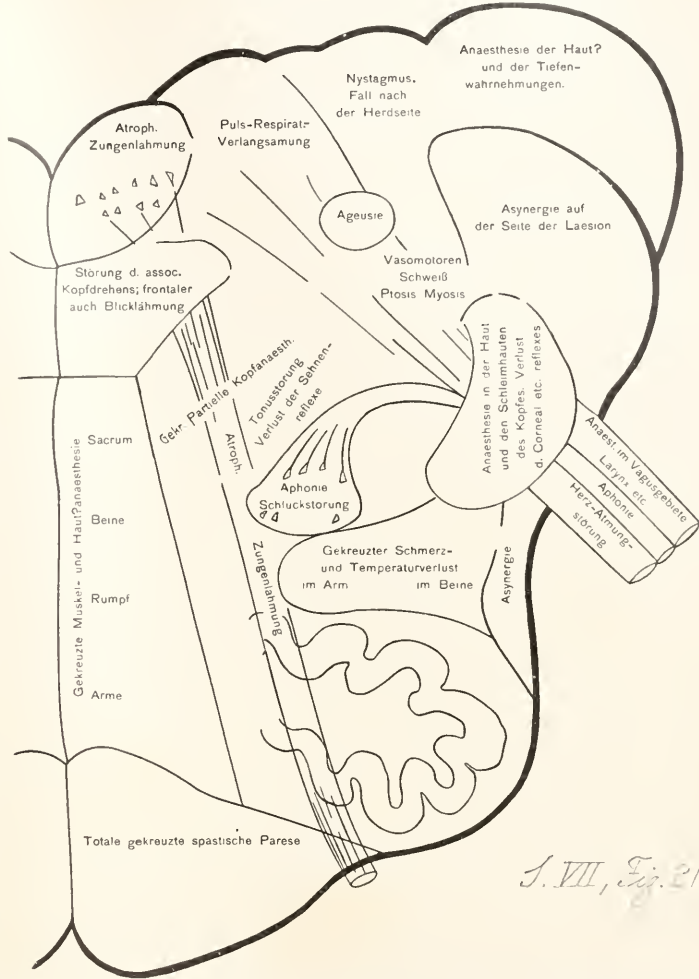 Anaesthesie der Haut?
und der Tiefen-
wahrnehmungen.
Nystagmus.
Fall nach
der Herdseite
Puls-Respirat.-
Verlangsamung
Atroph.
Zungenlahmung
Ageusie
Asynergie auf
der Seite der Laesion
Vasomotoren
Schweiß
Ptosis Myosis
Störung d. assoc.
Kopfdrehens; frontaler
auch Blicklähmung
Gekr. Partielle Kopfanaesth.
Tonusstorung
Verlust der Sehnen-
reflexe
Anaesthesie in der Haut
und den Schleimhauten
des Kopfes. Verlust
d. Corneal etc. reflexes
Anaest. im Vagusgebiete
Larynx etc
Aphonie
Herz-Atmung-
störung
Atroph.
Zungenlahmung
Aphonie
Schluckstorung
Gekreuzter Schmerz-
und Temperaturverlust
im Arm im Beine
Asynergie
Gekreuzte Muskel- und Haut?anaesthesie
Sacrum
Beine
Rumpf
Arme
Totale gekreuzte spastische Parese
S. VII, Fig. 21